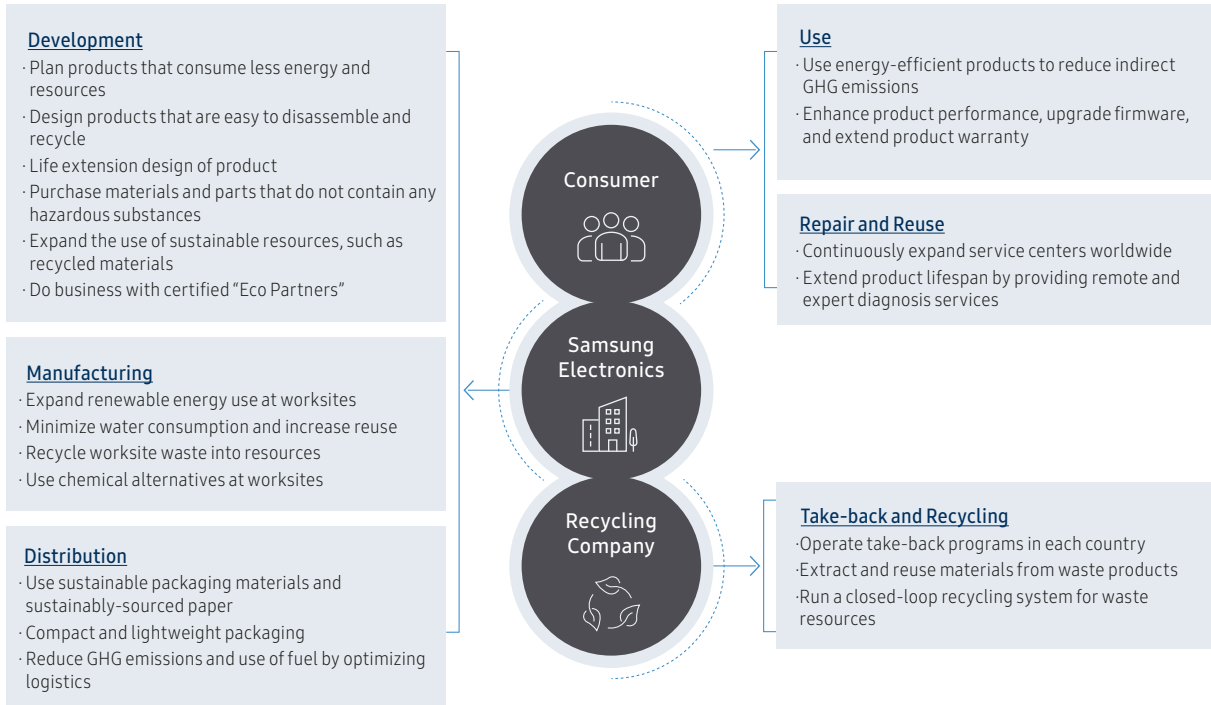 Development
· Plan products that consume less energy and
resources
· Design products that are easy to disassemble and
recycle
· Life extension design of product
· Purchase materials and parts that do not contain any
hazardous substances
· Expand the use of sustainable resources, such as
recycled materials
· Do business with certified “Eco Partners”
Manufacturing
· Expand renewable energy use at worksites
· Minimize water consumption and increase reuse
· Recycle worksite waste into resources
· Use chemical alternatives at worksites
Distribution
· Use sustainable packaging materials and
sustainably-sourced paper
· Compact and lightweight packaging
· Reduce GHG emissions and use of fuel by optimizing
logistics
Consumer
Samsung
Electronics
Recycling
Company
Use
· Use energy-efficient products to reduce indirect
GHG emissions
· Enhance product performance, upgrade firmware,
and extend product warranty
Repair and Reuse
· Continuously expand service centers worldwide
· Extend product lifespan by providing remote and
expert diagnosis services
Take-back and Recycling
·Operate take-back programs in each country
·Extract and reuse materials from waste products
·Run a closed-loop recycling system for waste
resources